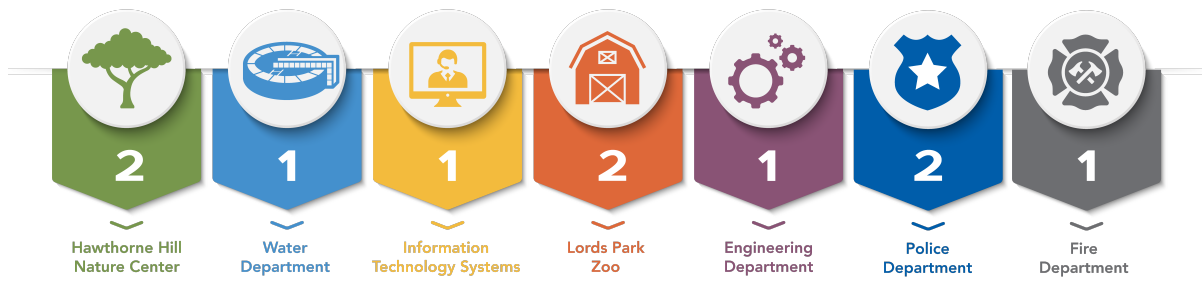 2
1
1
2
1
2
1
Hawthorne Hill
Nature Center
Water
Department
Information
Technology Systems
Lords Park
Zoo
Engineering
Department
Police
Department
Fire
Department